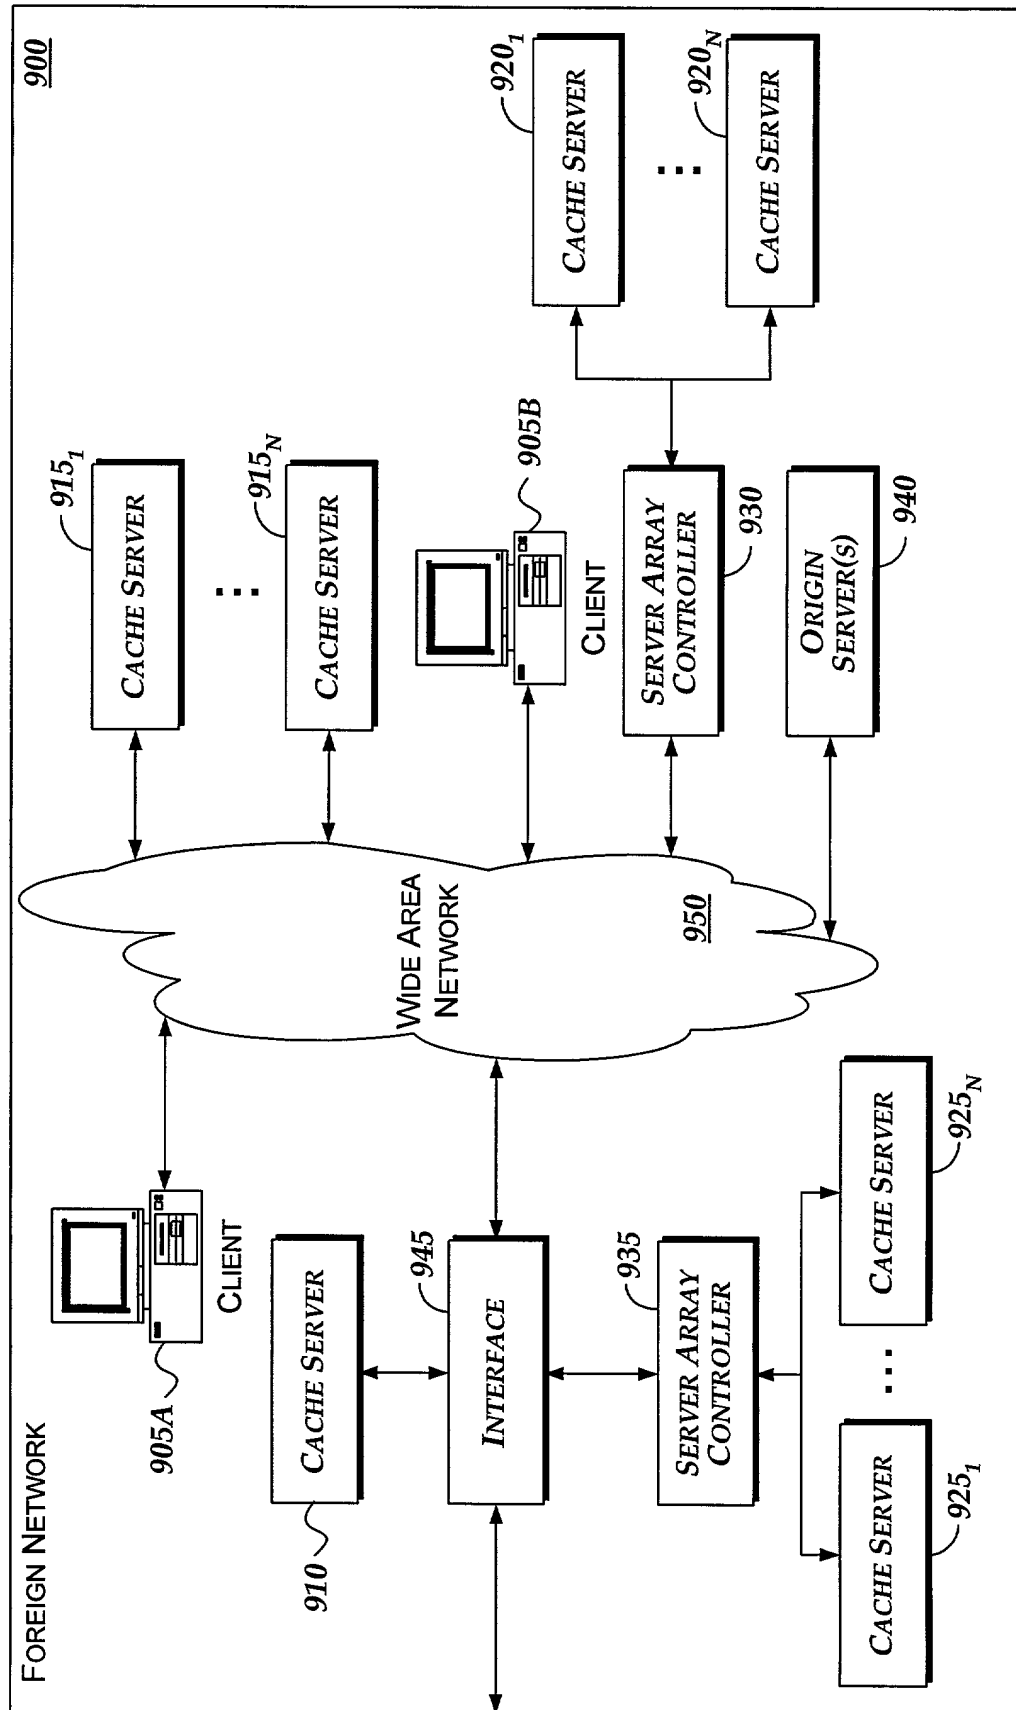 FOREIGN NETWORK
900
905A
CLIENT
910
CACHE SERVER
945
INTERFACE
935
SERVER ARRAY
CONTROLLER
CACHE SERVER
925₁
CACHE SERVER
925N
WIDE AREA
NETWORK
950
CACHE SERVER
915₁
CACHE SERVER
915N
905B
CLIENT
SERVER ARRAY
CONTROLLER
930
ORIGIN
SERVER(S)
940
CACHE SERVER
920₁
CACHE SERVER
920N